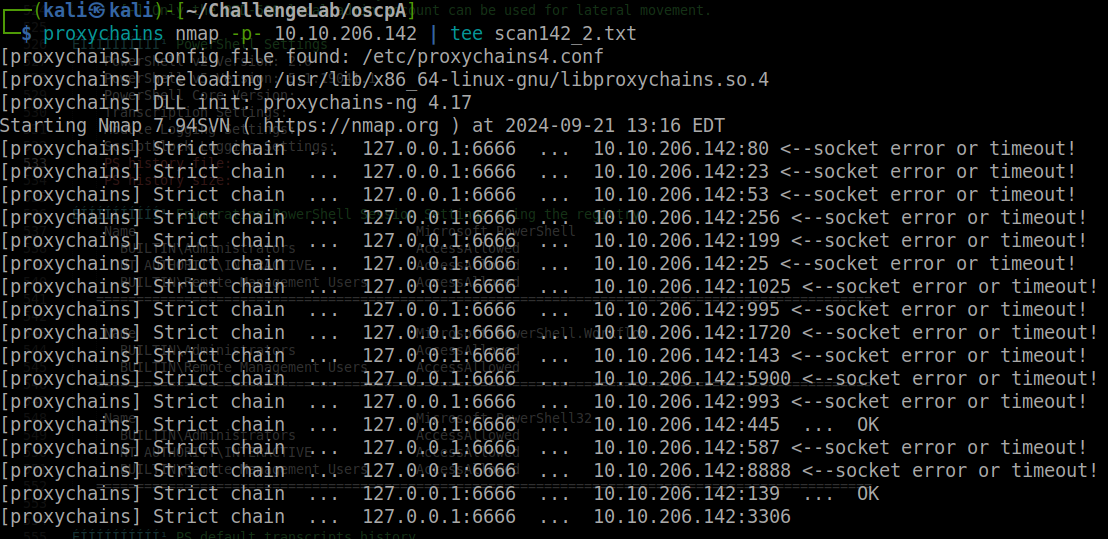 (kali㉿kali)-[~/ChallengeLab/oscpA]
$ proxychains nmap -p- 10.10.206.142 | tee scan142_2.txt
[proxychains] config file found: /etc/proxychains4.conf
[proxychains] preloading /usr/lib/x86_64-linux-gnu/libproxychains.so.4
[proxychains] DLL init: proxychains-ng 4.17
Starting Nmap 7.94SVN ( https://nmap.org ) at 2024-09-21 13:16 EDT
[proxychains] Strict chain  ...  127.0.0.1:6666  ...  10.10.206.142:80 <--socket error or timeout!
[proxychains] Strict chain  ...  127.0.0.1:6666  ...  10.10.206.142:23 <--socket error or timeout!
[proxychains] Strict chain  ...  127.0.0.1:6666  ...  10.10.206.142:53 <--socket error or timeout!
[proxychains] Strict chain  ...  127.0.0.1:6666  ...  10.10.206.142:256 <--socket error or timeout!
[proxychains] Strict chain  ...  127.0.0.1:6666  ...  10.10.206.142:199 <--socket error or timeout!
[proxychains] Strict chain  ...  127.0.0.1:6666  ...  10.10.206.142:25 <--socket error or timeout!
[proxychains] Strict chain  ...  127.0.0.1:6666  ...  10.10.206.142:1025 <--socket error or timeout!
[proxychains] Strict chain  ...  127.0.0.1:6666  ...  10.10.206.142:995 <--socket error or timeout!
[proxychains] Strict chain  ...  127.0.0.1:6666  ...  10.10.206.142:1720 <--socket error or timeout!
[proxychains] Strict chain  ...  127.0.0.1:6666  ...  10.10.206.142:143 <--socket error or timeout!
[proxychains] Strict chain  ...  127.0.0.1:6666  ...  10.10.206.142:5900 <--socket error or timeout!
[proxychains] Strict chain  ...  127.0.0.1:6666  ...  10.10.206.142:993 <--socket error or timeout!
[proxychains] Strict chain  ...  127.0.0.1:6666  ...  10.10.206.142:445  ...  OK
[proxychains] Strict chain  ...  127.0.0.1:6666  ...  10.10.206.142:587 <--socket error or timeout!
[proxychains] Strict chain  ...  127.0.0.1:6666  ...  10.10.206.142:8888 <--socket error or timeout!
[proxychains] Strict chain  ...  127.0.0.1:6666  ...  10.10.206.142:139  ...  OK
[proxychains] Strict chain  ...  127.0.0.1:6666  ...  10.10.206.142:3306